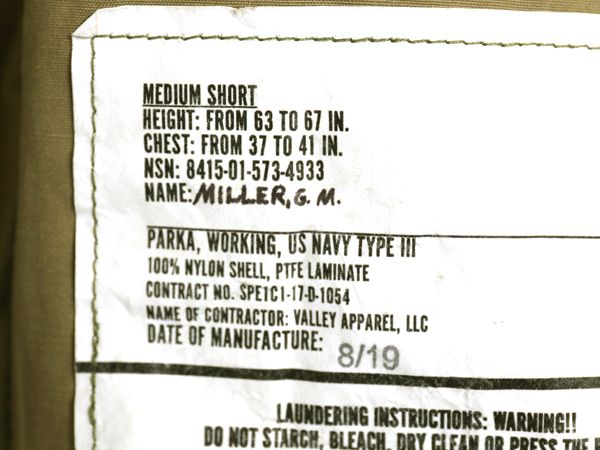 MEDIUM SHORT
HEIGHT: FROM 63 TO 67 IN.
CHEST: FROM 37 TO 41 IN.
NSN: 8415-01-573-4933
NAME: MILLER, G. M.
PARKA, WORKING, US NAVY TYPE III
100% NYLON SHELL, PTFE LAMINATE
CONTRACT NO. SPE1C1-17-D-1054
NAME OF CONTRACTOR: VALLEY APPAREL, LLC
DATE OF MANUFACTURE: 8/19
LAUNDERING INSTRUCTIONS: WARNING!!
DO NOT STARCH, BLEACH, DRY CLEAN OR PRESS THE